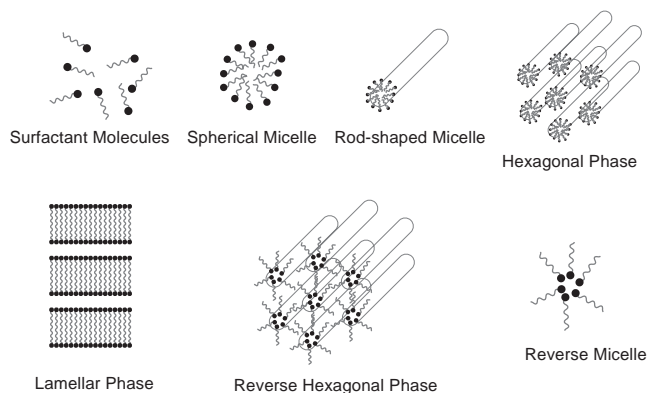 Surfactant Molecules
Spherical Micelle
Rod-shaped Micelle
Hexagonal Phase
Lamellar Phase
Reverse Hexagonal Phase
Reverse Micelle